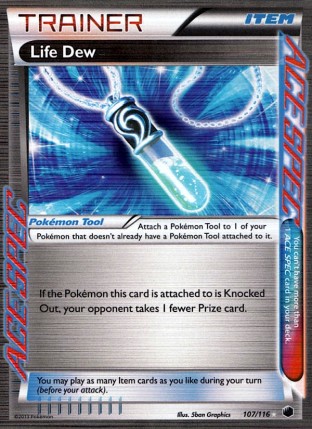 TRAINER
ITEM
Life Dew
ACE SPEC
Pokémon Tool
Attach a Pokémon Tool to 1 of your
Pokémon that doesn't already have a Pokémon Tool attached to it.
You can't have more than
1 ACE SPEC card in your deck.
If the Pokémon this card is attached to is Knocked
Out, your opponent takes 1 fewer Prize card.
ACE SPEC
You may play as many Item cards as you like during your turn
(before your attack).
©2013 Pokémon
Illus. 5ban Graphics
107/116